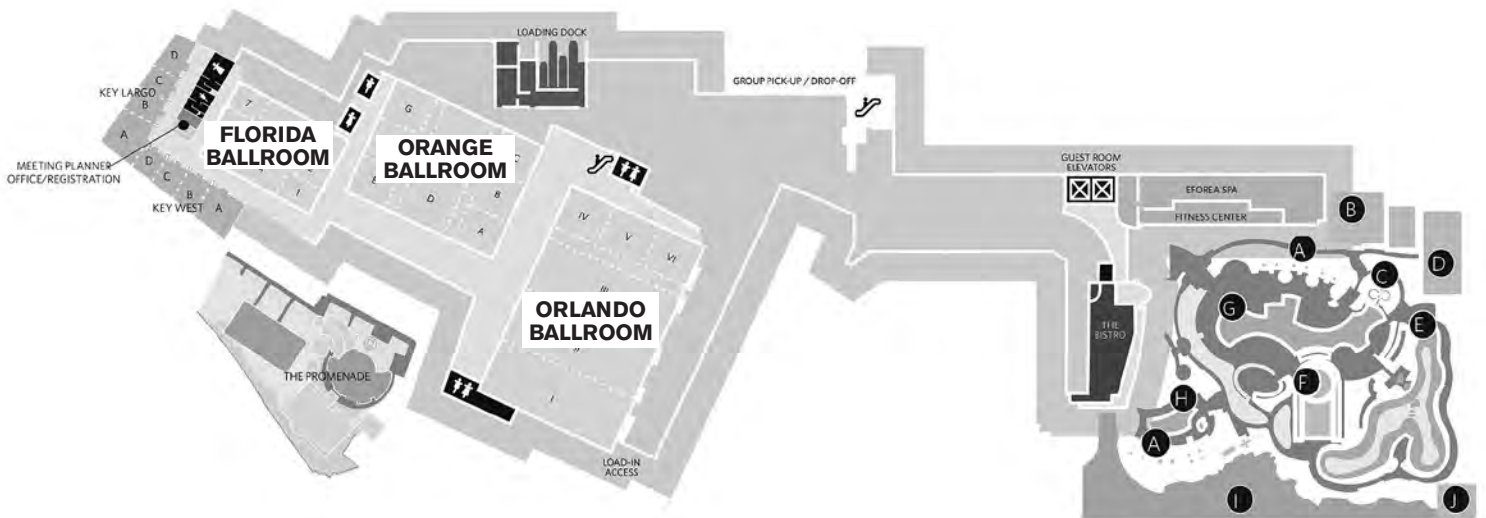 LOADING DOCK
GROUP PICK-UP / DROP-OFF
D
C
KEY LARGO
B
A
MEETING PLANNER
OFFICE/REGISTRATION
D
C
B
KEY WEST
A
7
FLORIDA
BALLROOM
1
G
ORANGE
BALLROOM
C
B
D
A
IV
V
VI
III
ORLANDO
BALLROOM
I
THE PROMENADE
LOAD-IN
ACCESS
GUEST ROOM
ELEVATORS
EFOREA SPA
FITNESS CENTER
THE
BISTRO
B
A
C
D
G
E
F
H
A
I
J